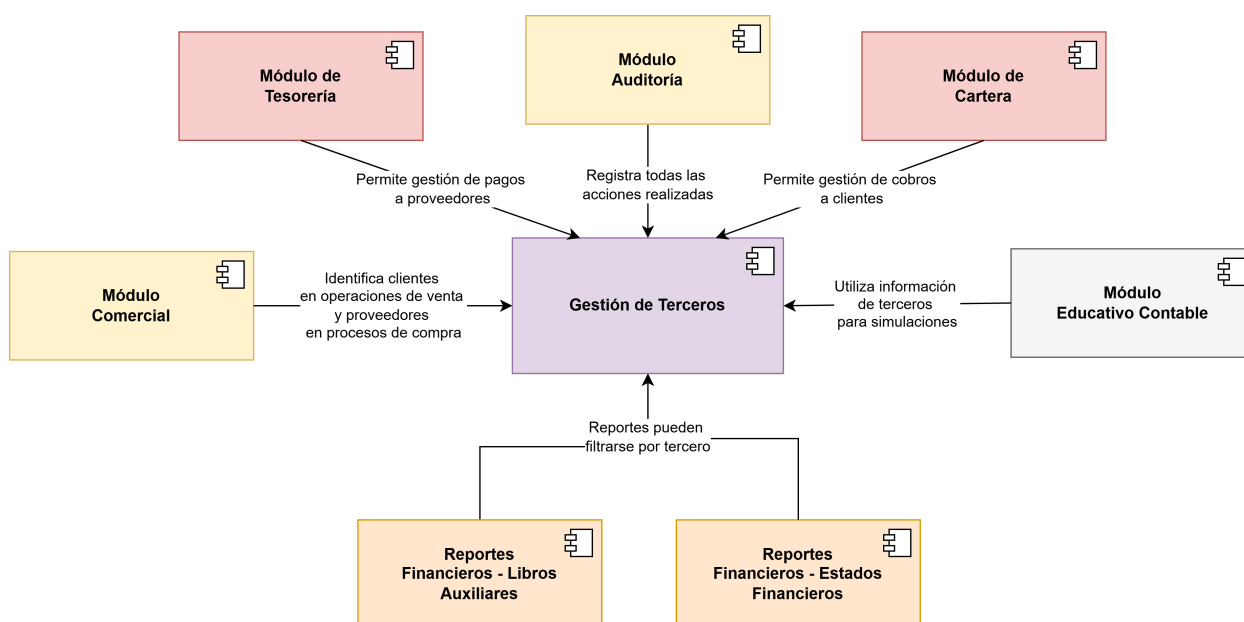 Módulo de
Tesorería
Módulo
Auditoría
Módulo de
Cartera
Permite gestión de pagos
a proveedores
Registra todas las
acciones realizadas
Permite gestión de cobros
a clientes
Módulo
Comercial
Identifica clientes
en operaciones de venta
y proveedores
en procesos de compra
Gestión de Terceros
Utiliza información
de terceros
para simulaciones
Módulo
Educativo Contable
Reportes pueden
filtrarse por tercero
Reportes
Financieros - Libros
Auxiliares
Reportes
Financieros - Estados
Financieros